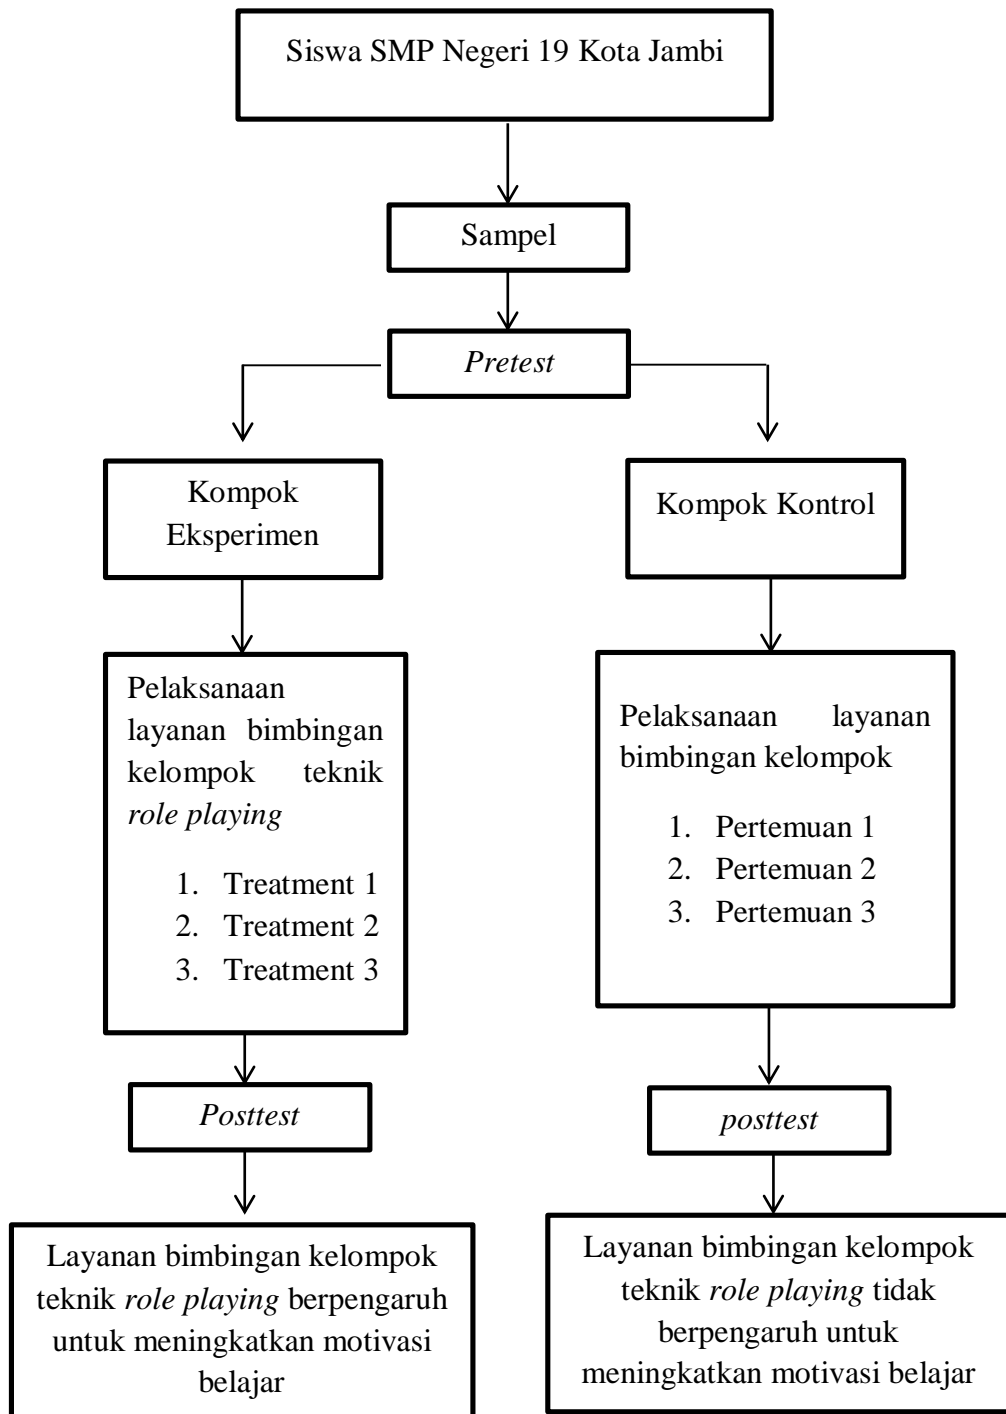 Siswa SMP Negeri 19 Kota Jambi
Sampel
Pretest
Kompok
Eksperimen
Kompok Kontrol
Pelaksanaan
layanan bimbingan
kelompok teknik
role playing
1. Treatment 1
2. Treatment 2
3. Treatment 3
Pelaksanaan layanan
bimbingan kelompok
1. Pertemuan 1
2. Pertemuan 2
3. Pertemuan 3
Posttest
posttest
Layanan bimbingan kelompok
teknik role playing berpengaruh
untuk meningkatkan motivasi
belajar
Layanan bimbingan kelompok
teknik role playing tidak
berpengaruh untuk
meningkatkan motivasi belajar